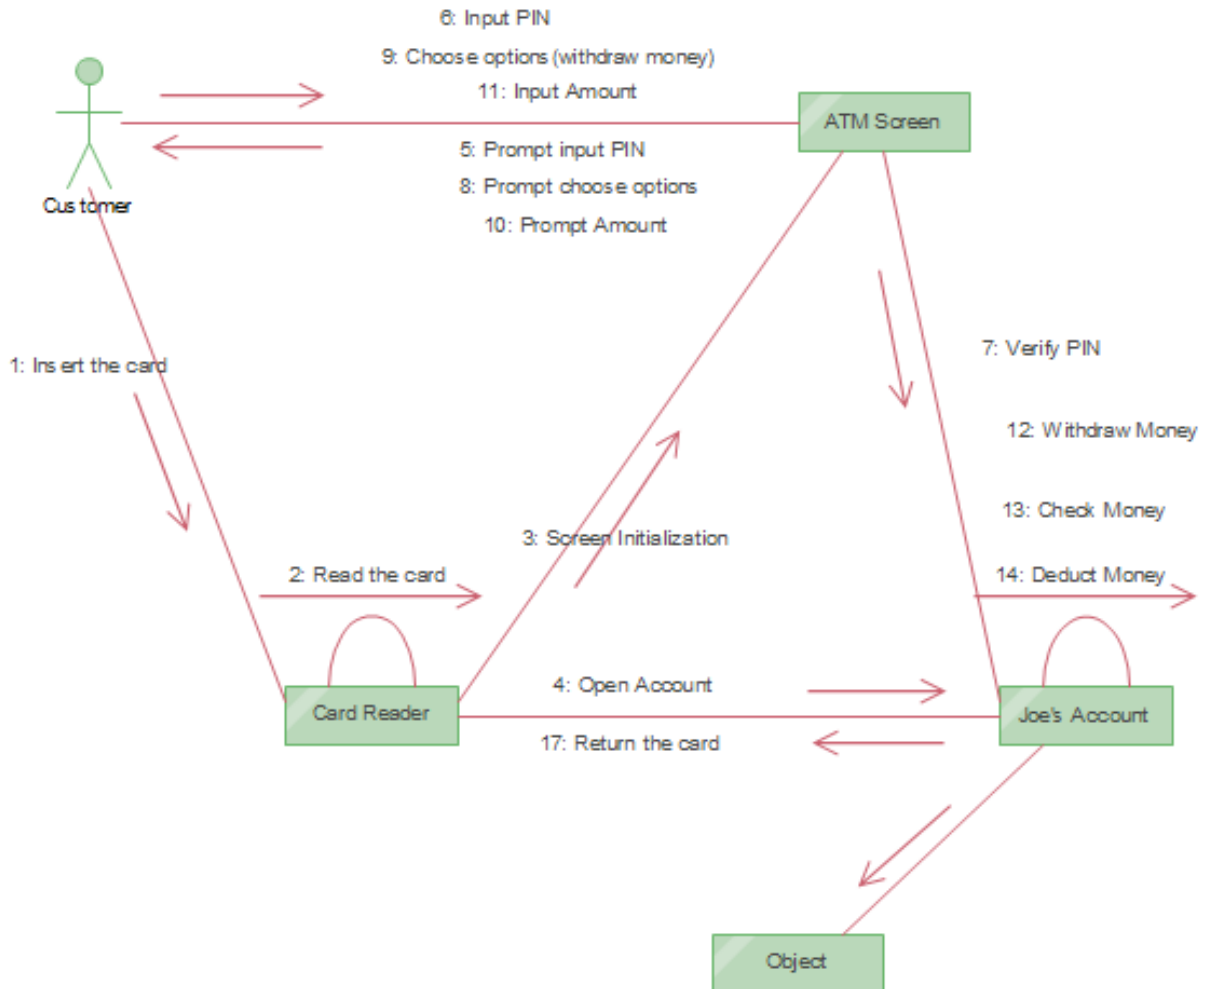 6: Input PIN
9: Choose options (withdraw money)
11: Input Amount
ATM Screen
5: Prompt input PIN
8: Prompt choose options
10: Prompt Amount
Customer
1: Insert the card
7: Verify PIN
12: Withdraw Money
13: Check Money
3: Screen Initialization
2: Read the card
14: Deduct Money
4: Open Account
Card Reader
Joe's Account
17: Return the card
Object